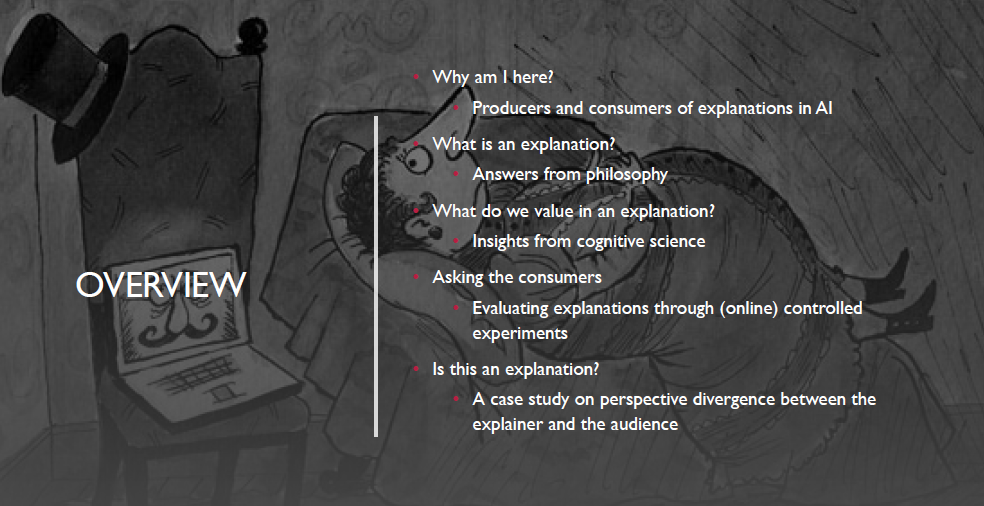 OVERVIEW
Why am I here?
Producers and consumers of explanations in AI
What is an explanation?
Answers from philosophy
What do we value in an explanation?
Insights from cognitive science
Asking the consumers
Evaluating explanations through (online) controlled
experiments
Is this an explanation?
A case study on perspective divergence between the
explainer and the audience